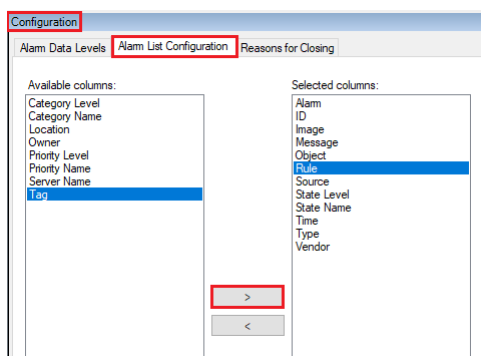 Configuration
Alarm Data Levels Alarm List Configuration Reasons for Closing
Available columns:
Category Level
Category Name
Location
Owner
Priority Level
Priority Name
Server Name
Tag
>
<
Selected columns:
Alarm
ID
Image
Message
Object
Rule
Source
State Level
State Name
Time
Type
Vendor